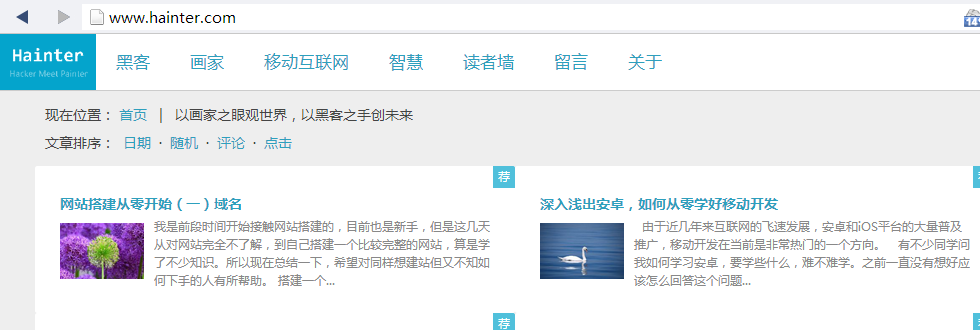 www.hainter.com
Hainter
Hacker Meet Painter
黑客 画家 移动互联网 智慧 读者墙 留言 关于
现在位置： 首页 | 以画家之眼观世界，以黑客之手创未来
文章排序： 日期 · 随机 · 评论 · 点击
荐
网站搭建从零开始（一）域名
我是前段时间开始接触网站搭建的，目前也是新手，但是这几天
从对网站完全不了解，到自己搭建一个比较完整的网站，算是学
了不少知识。所以现在总结一下，希望对同样想建站但又不知如
何下手的人有所帮助。 搭建一个...
深入浅出安卓，如何从零学好移动开发
由于近几年来互联网的飞速发展，安卓和iOS平台的大量普及
推广，移动开发在当前是非常热门的一个方向。 有不少同学问
我如何学习安卓，要学些什么，难不难学。之前一直没有想好应
该怎么回答这个问题...
荐